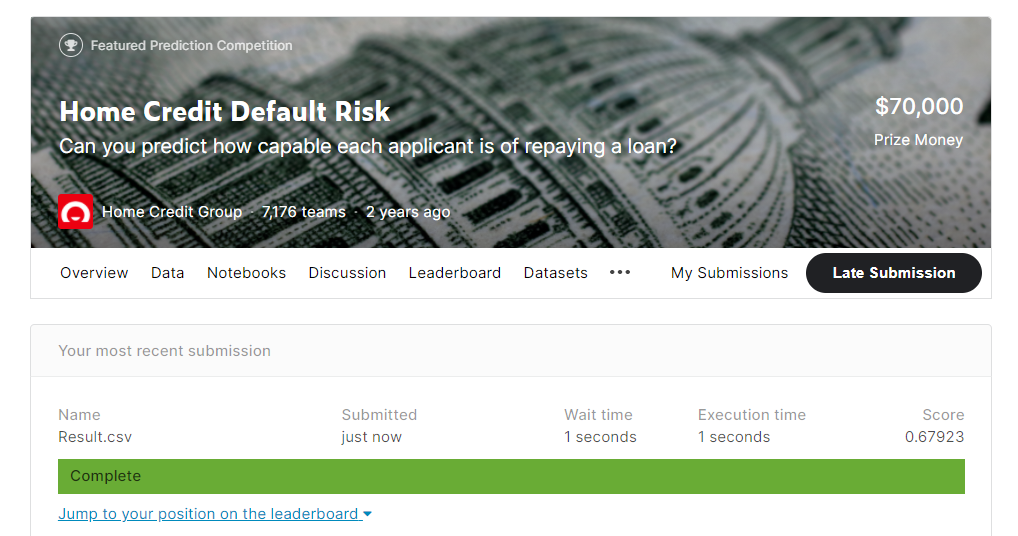 Featured Prediction Competition
Home Credit Default Risk
$70,000
Can you predict how capable each applicant is of repaying a loan?
Prize Money
Home Credit Group · 7,176 teams · 2 years ago
Overview Data Notebooks Discussion Leaderboard Datasets ••• My Submissions Late Submission
Your most recent submission
Name Submitted Wait time Execution time Score
Result.csv just now 1 seconds 1 seconds 0.67923
Complete
Jump to your position on the leaderboard